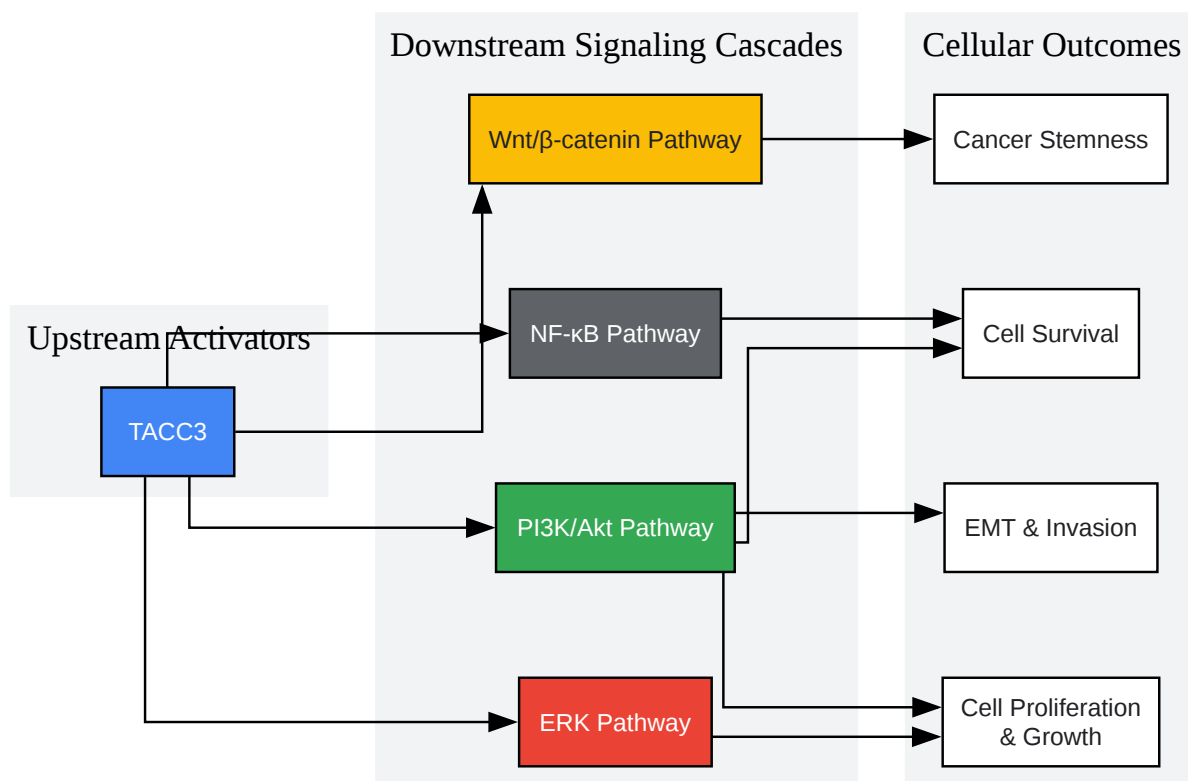 Downstream Signaling Cascades
Cellular Outcomes
Wnt/β-catenin Pathway
Cancer Stemness
Upstream Activators
NF-κB Pathway
Cell Survival
TACC3
PI3K/Akt Pathway
EMT & Invasion
ERK Pathway
Cell Proliferation
& Growth